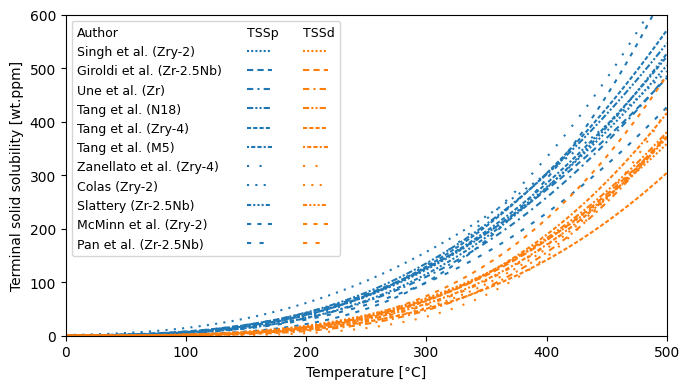 600
500
400
300
200
100
0
Terminal solid solubility [wt.ppm]
Author TSSp TSSd
Singh et al. (Zry-2)
Giroldi et al. (Zr-2.5Nb)
Une et al. (Zr)
Tang et al. (N18)
Tang et al. (Zry-4)
Tang et al. (M5)
Zanellato et al. (Zry-4)
Colas (Zry-2)
Slattery (Zr-2.5Nb)
McMinn et al. (Zry-2)
Pan et al. (Zr-2.5Nb)
0 100 200 300 400 500
Temperature [°C]